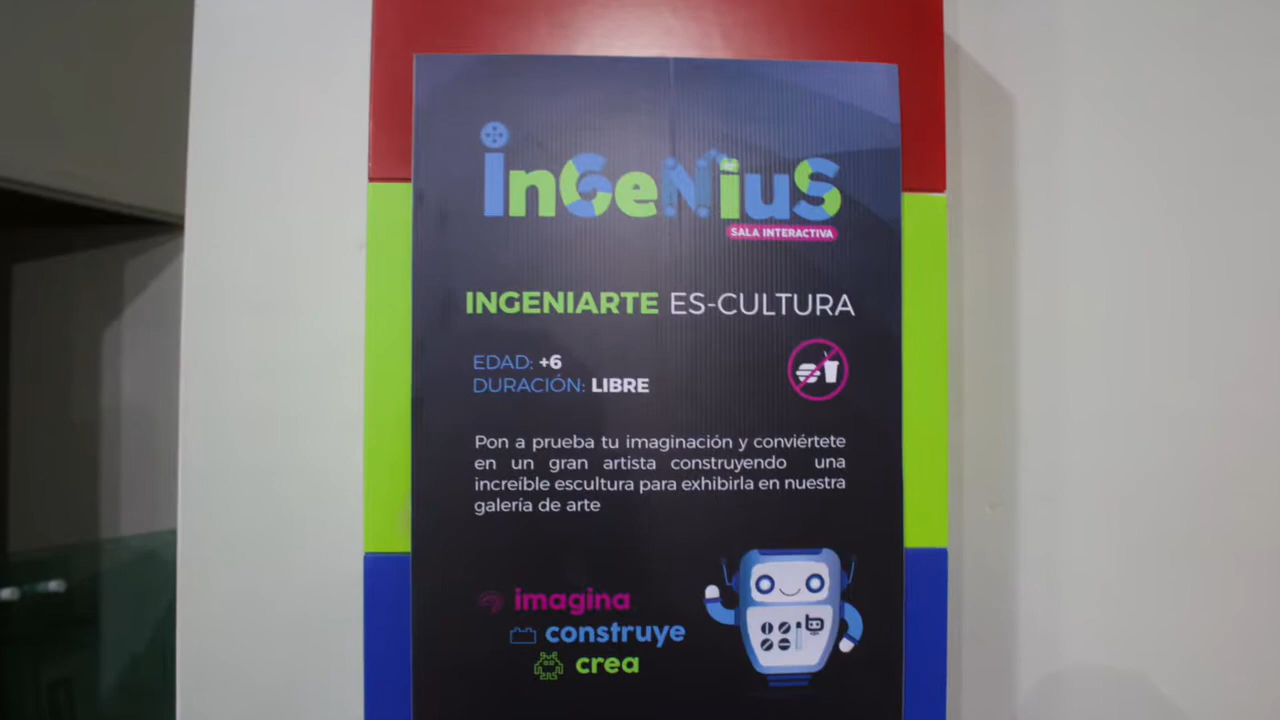 inGeNiuS
SALA INTERACTIVA
INGENIARTE ES-CULTURA
EDAD: +6
DURACIÓN: LIBRE
Pon a prueba tu imaginación y conviértete
en un gran artista construyendo una
increíble escultura para exhibirla en nuestra
galería de arte
imagina
construye
crea